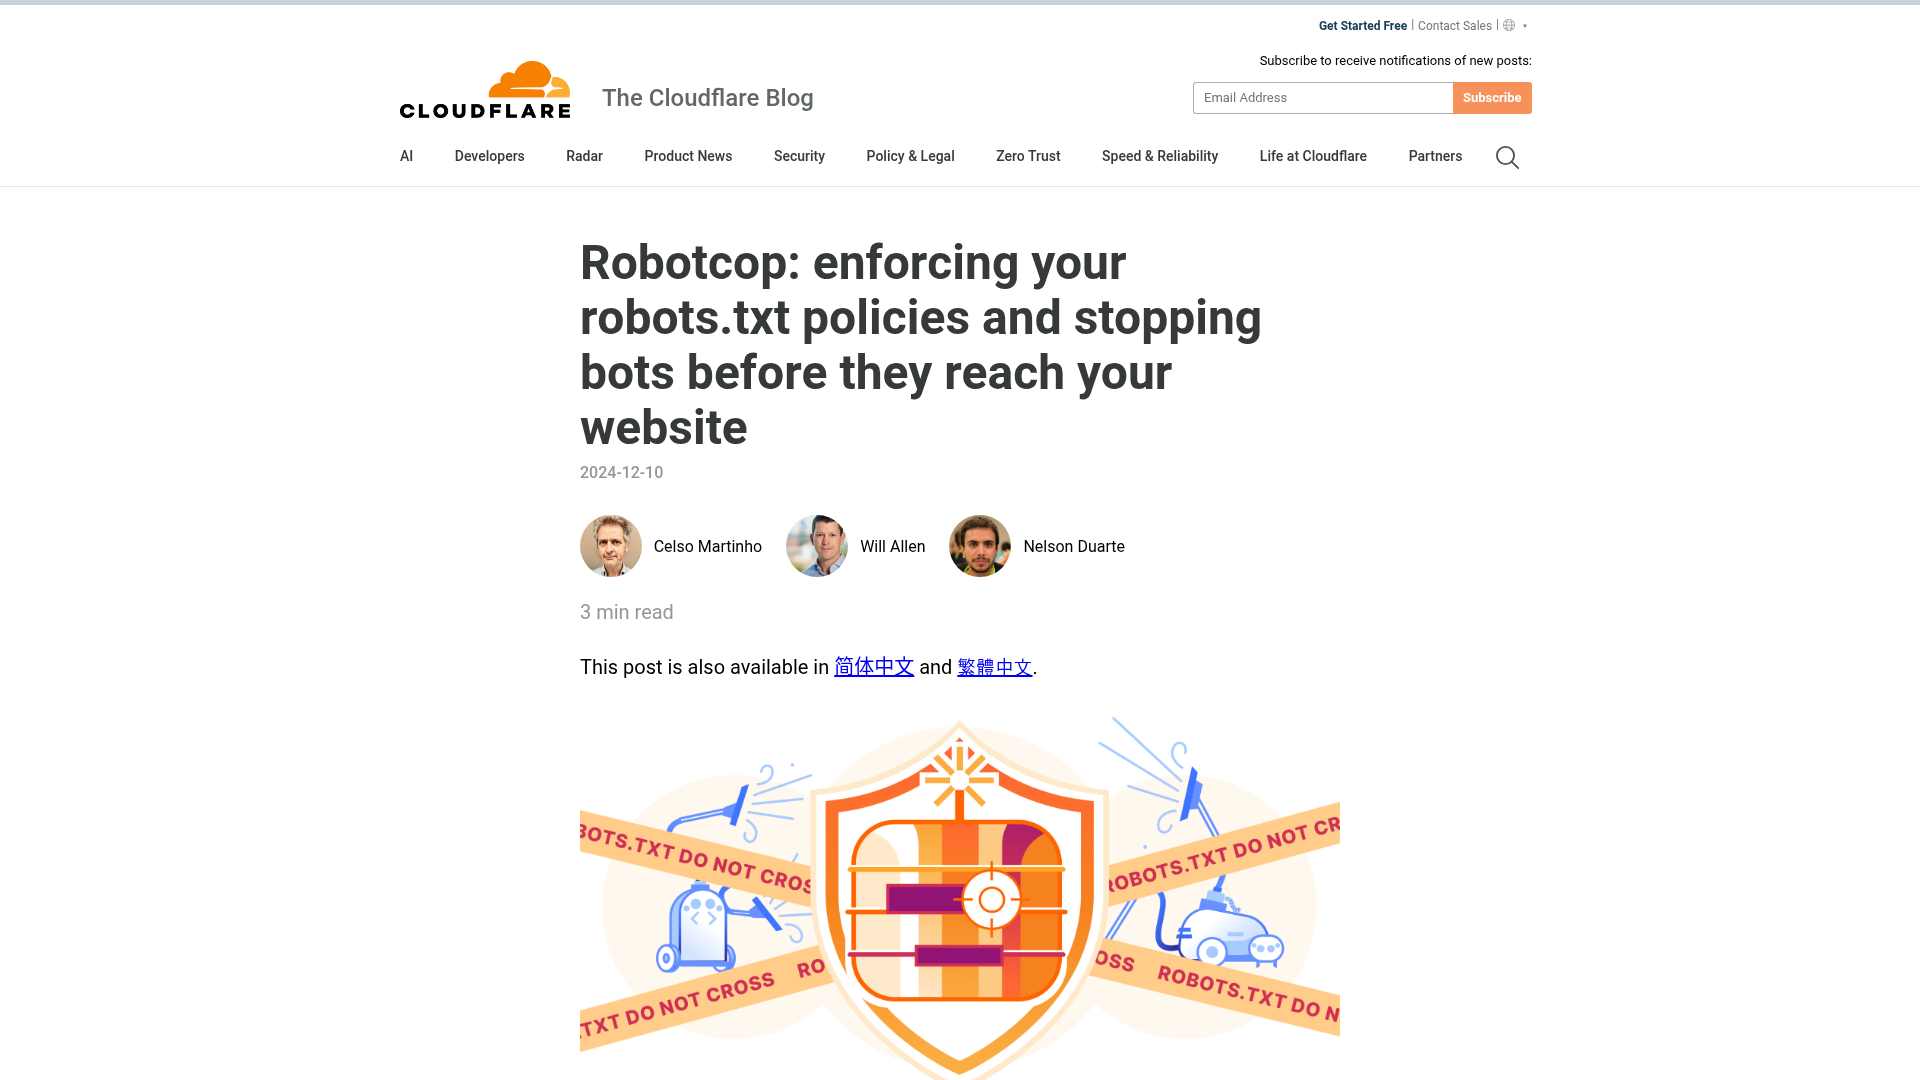 Get Started Free | Contact Sales |
Subscribe to receive notifications of new posts:
CLOUDFLARE
The Cloudflare Blog
Email Address
Subscribe
AI Developers Radar Product News Security Policy & Legal Zero Trust Speed & Reliability Life at Cloudflare Partners
Robotcop: enforcing your
robots.txt policies and stopping
bots before they reach your
website
2024-12-10
Celso Martinho Will Allen Nelson Duarte
3 min read
This post is also available in 简体中文 and 繁體中文.
BOTS.TXT DO NOT CROS
ROBOTS.TXT DO NOT CR
.TXT DO NOT CROSS RO
OSS ROBOTS.TXT DO N